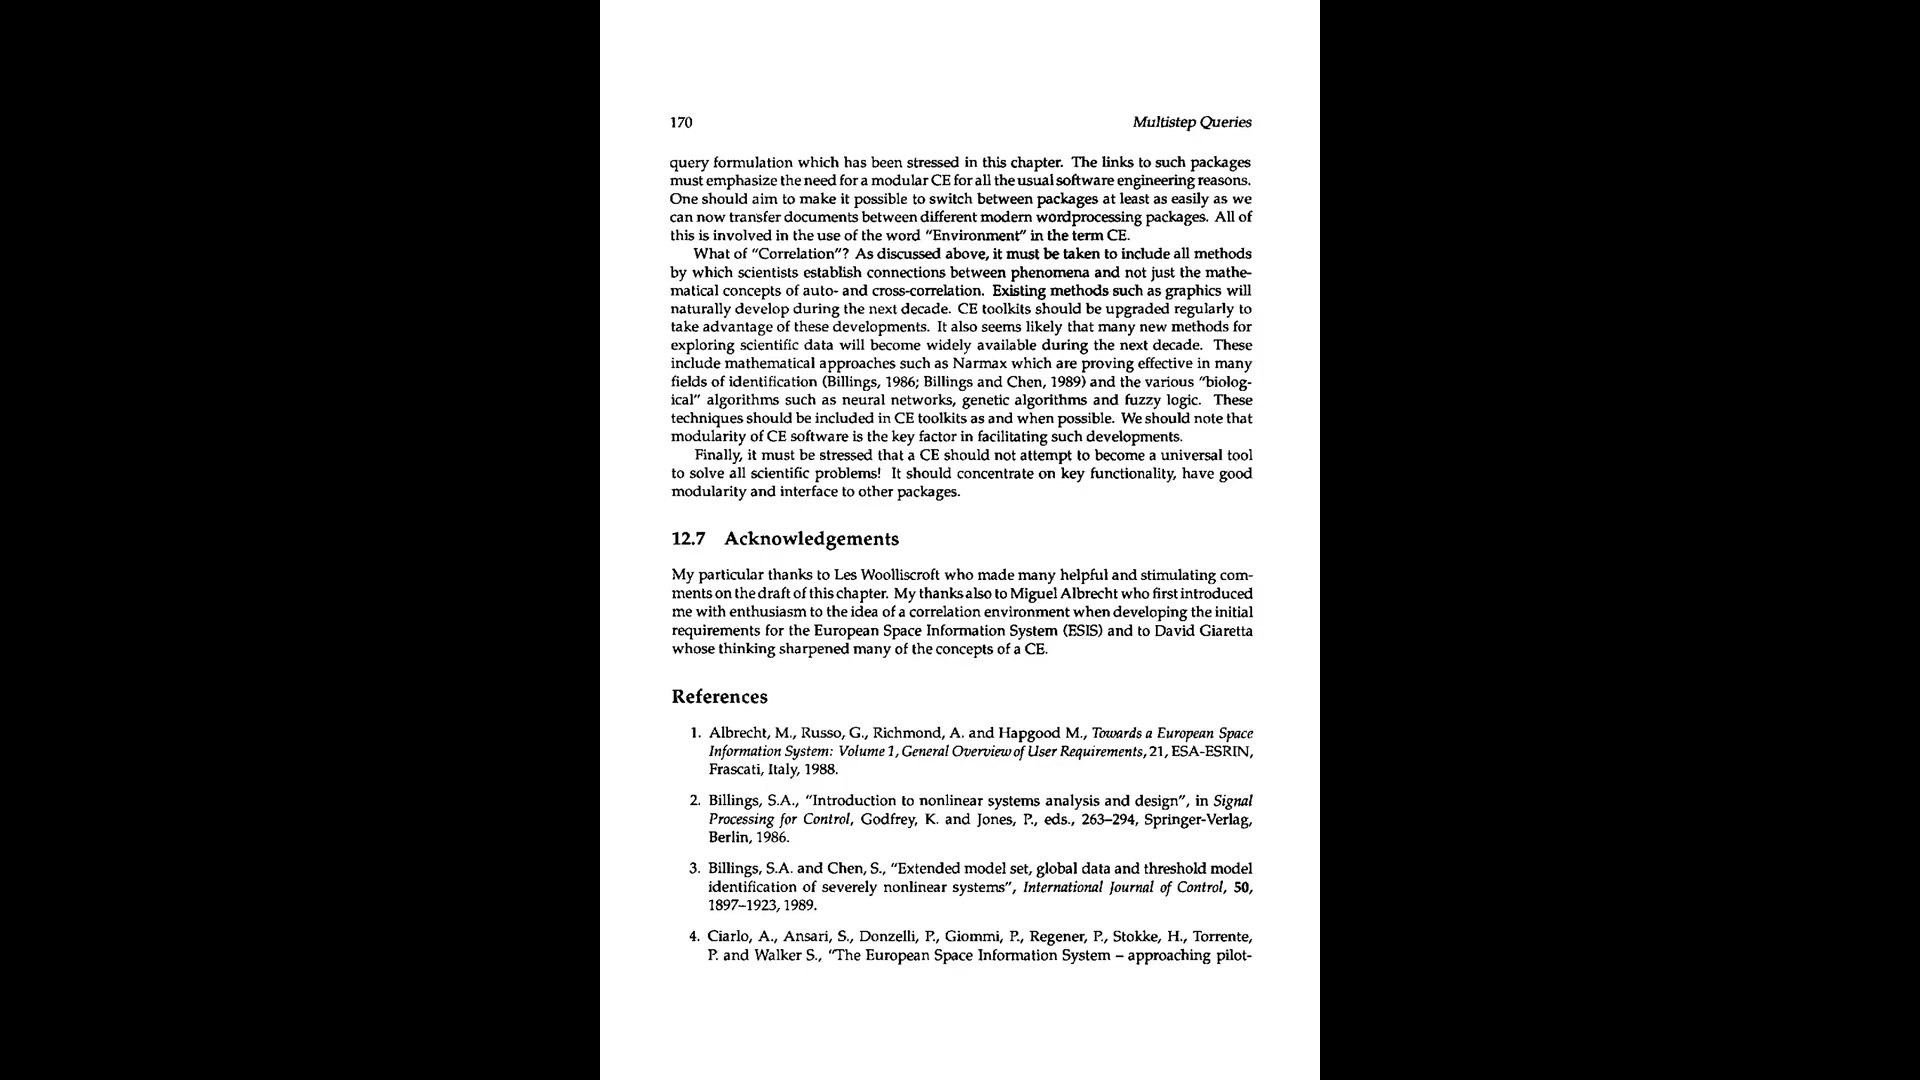 170
Multistep Queries
query formulation which has been stressed in this chapter. The links to such packages
must emphasize the need for a modular CE for all the usual software engineering reasons.
One should aim to make it possible to switch between packages at least as easily as we
can now transfer documents between different modern wordprocessing packages. All of
this is involved in the use of the word "Environment" in the term CE.
What of "Correlation"? As discussed above, it must be taken to include all methods
by which scientists establish connections between phenomena and not just the mathe-
matical concepts of auto- and cross-correlation. Existing methods such as graphics will
naturally develop during the next decade. CE toolkits should be upgraded regularly to
take advantage of these developments. It also seems likely that many new methods for
exploring scientific data will become widely available during the next decade. These
include mathematical approaches such as Narmax which are proving effective in many
fields of identification (Billings, 1986; Billings and Chen, 1989) and the various "biolog-
ical" algorithms such as neural networks, genetic algorithms and fuzzy logic. These
techniques should be included in CE toolkits as and when possible. We should note that
modularity of CE software is the key factor in facilitating such developments.
Finally, it must be stressed that a CE should not attempt to become a universal tool
to solve all scientific problems! It should concentrate on key functionality, have good
modularity and interface to other packages.
12.7 Acknowledgements
My particular thanks to Les Woolliscroft who made many helpful and stimulating com-
ments on the draft of this chapter. My thanks also to Miguel Albrecht who first introduced
me with enthusiasm to the idea of a correlation environment when developing the initial
requirements for the European Space Information System (ESIS) and to David Giaretta
whose thinking sharpened many of the concepts of a CE.
References
1. Albrecht, M., Russo, G., Richmond, A. and Hapgood M., Towards a European Space
Information System: Volume 1, General Overview of User Requirements, 21, ESA-ESRIN,
Frascati, Italy, 1988.
2. Billings, S.A., "Introduction to nonlinear systems analysis and design", in Signal
Processing for Control, Godfrey, K. and Jones, P., eds., 263–294, Springer-Verlag,
Berlin, 1986.
3. Billings, S.A. and Chen, S., "Extended model set, global data and threshold model
identification of severely nonlinear systems", International Journal of Control, 50,
1897–1923, 1989.
4. Ciarlo, A., Ansari, S., Donzelli, P., Giommi, P., Regener, P., Stokke, H., Torrente,
P. and Walker S., "The European Space Information System – approaching pilot-